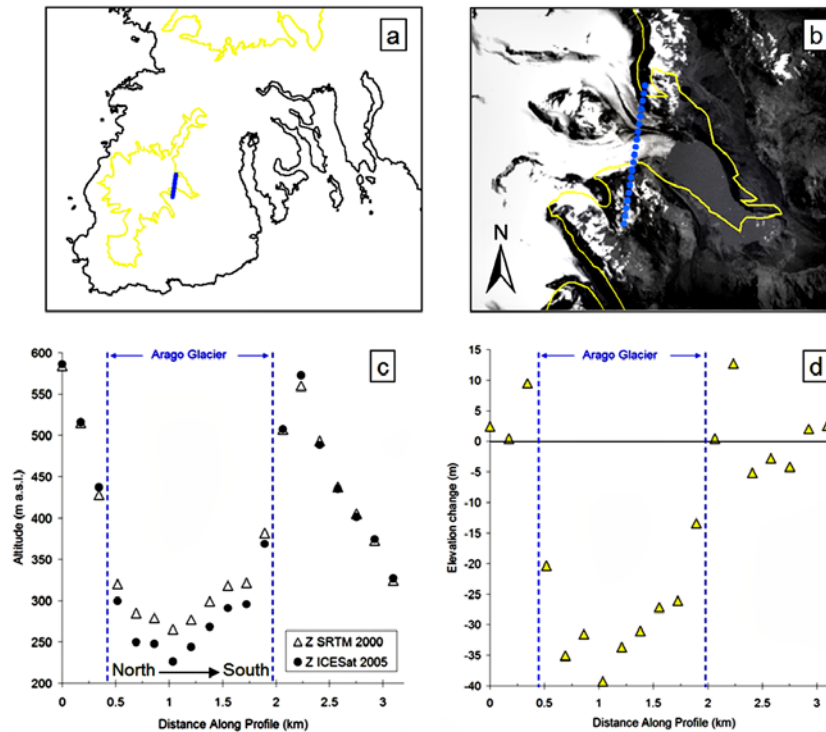 a
b
N
600
550
500
450
400
350
300
250
200
Altitude (m a.s.l.)
Arago Glacier
c
Z SRTM 2000
Z ICESat 2005
North South
0 0.5 1 1.5 2 2.5 3
Distance Along Profile (km)
15
10
5
0
-5
-10
-15
-20
-25
-30
-35
-40
Elevation change (m)
Arago Glacier
d
0 0.5 1 1.5 2 2.5 3
Distance Along Profile (km)